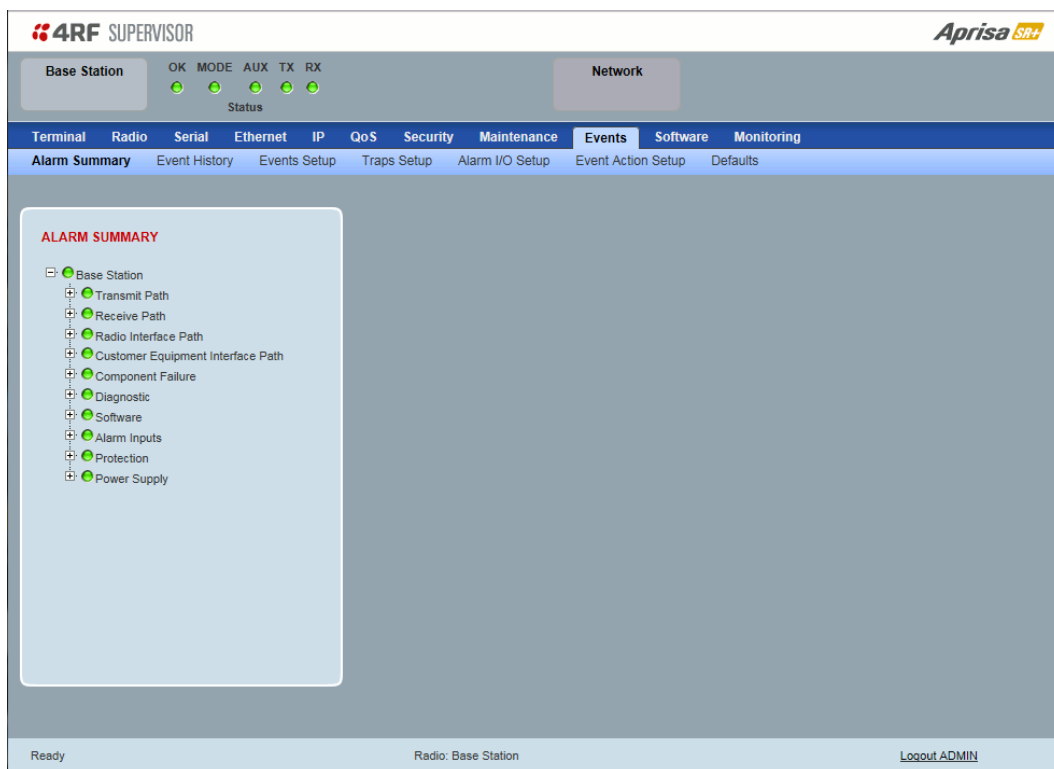 4RF SUPERVISOR
Aprisa SR+
Base Station
OK MODE AUX TX RX
Status
Network
Terminal Radio Serial Ethernet IP QoS Security Maintenance Events Software Monitoring
Alarm Summary Event History Events Setup Traps Setup Alarm I/O Setup Event Action Setup Defaults
ALARM SUMMARY
Base Station
Transmit Path
Receive Path
Radio Interface Path
Customer Equipment Interface Path
Component Failure
Diagnostic
Software
Alarm Inputs
Protection
Power Supply
Ready
Radio: Base Station
Logout ADMIN